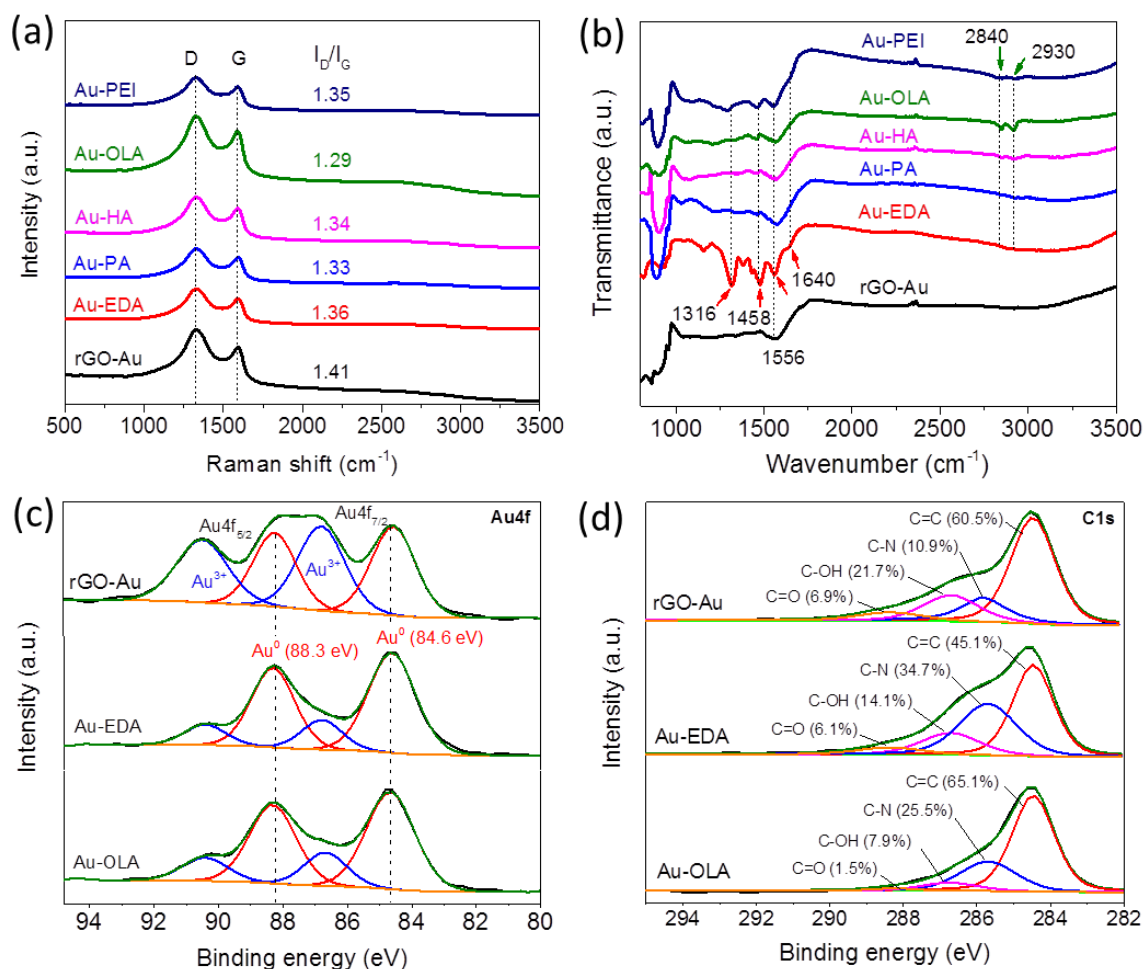 (a)
D
G
I_D/I_G
Au-PEI
1.35
Au-OLA
1.29
Au-HA
1.34
Au-PA
1.33
Au-EDA
1.36
rGO-Au
1.41
Intensity (a.u.)
500 1000 1500 2000 2500 3000 3500
Raman shift (cm⁻¹)
(b)
2840
2930
Au-PEI
Au-OLA
Au-HA
Au-PA
Au-EDA
1640
1316
1458
1556
rGO-Au
Transmittance (a.u.)
1000 1500 2000 2500 3000 3500
Wavenumber (cm⁻¹)
(c)
Au4f
Au4f5/2
Au4f7/2
rGO-Au
Au³⁺
Au³⁺
Au⁰ (88.3 eV)
Au⁰ (84.6 eV)
Au-EDA
Au-OLA
Intensity (a.u.)
94 92 90 88 86 84 82 80
Binding energy (eV)
(d)
C1s
C=C (60.5%)
C-N (10.9%)
C-OH (21.7%)
C=O (6.9%)
rGO-Au
C=C (45.1%)
C-N (34.7%)
C-OH (14.1%)
C=O (6.1%)
Au-EDA
C=C (65.1%)
C-N (25.5%)
C-OH (7.9%)
C=O (1.5%)
Au-OLA
Intensity (a.u.)
294 292 290 288 286 284 282
Binding energy (eV)